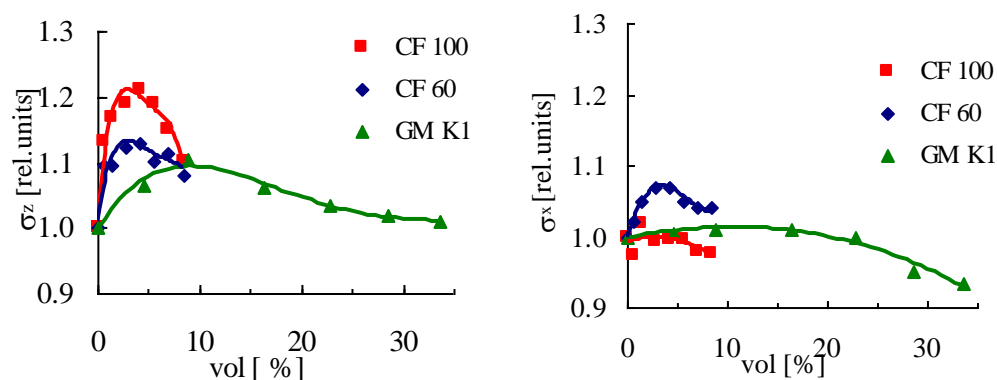 1.3
1.2
1.1
1.0
0.9
σz [rel.units]
0
10
20
30
vol [ %]
CF 100
CF 60
GM K1
1.3
1.2
1.1
1.0
0.9
σx [rel.units]
0
10
20
30
vol [%]
CF 100
CF 60
GM K1